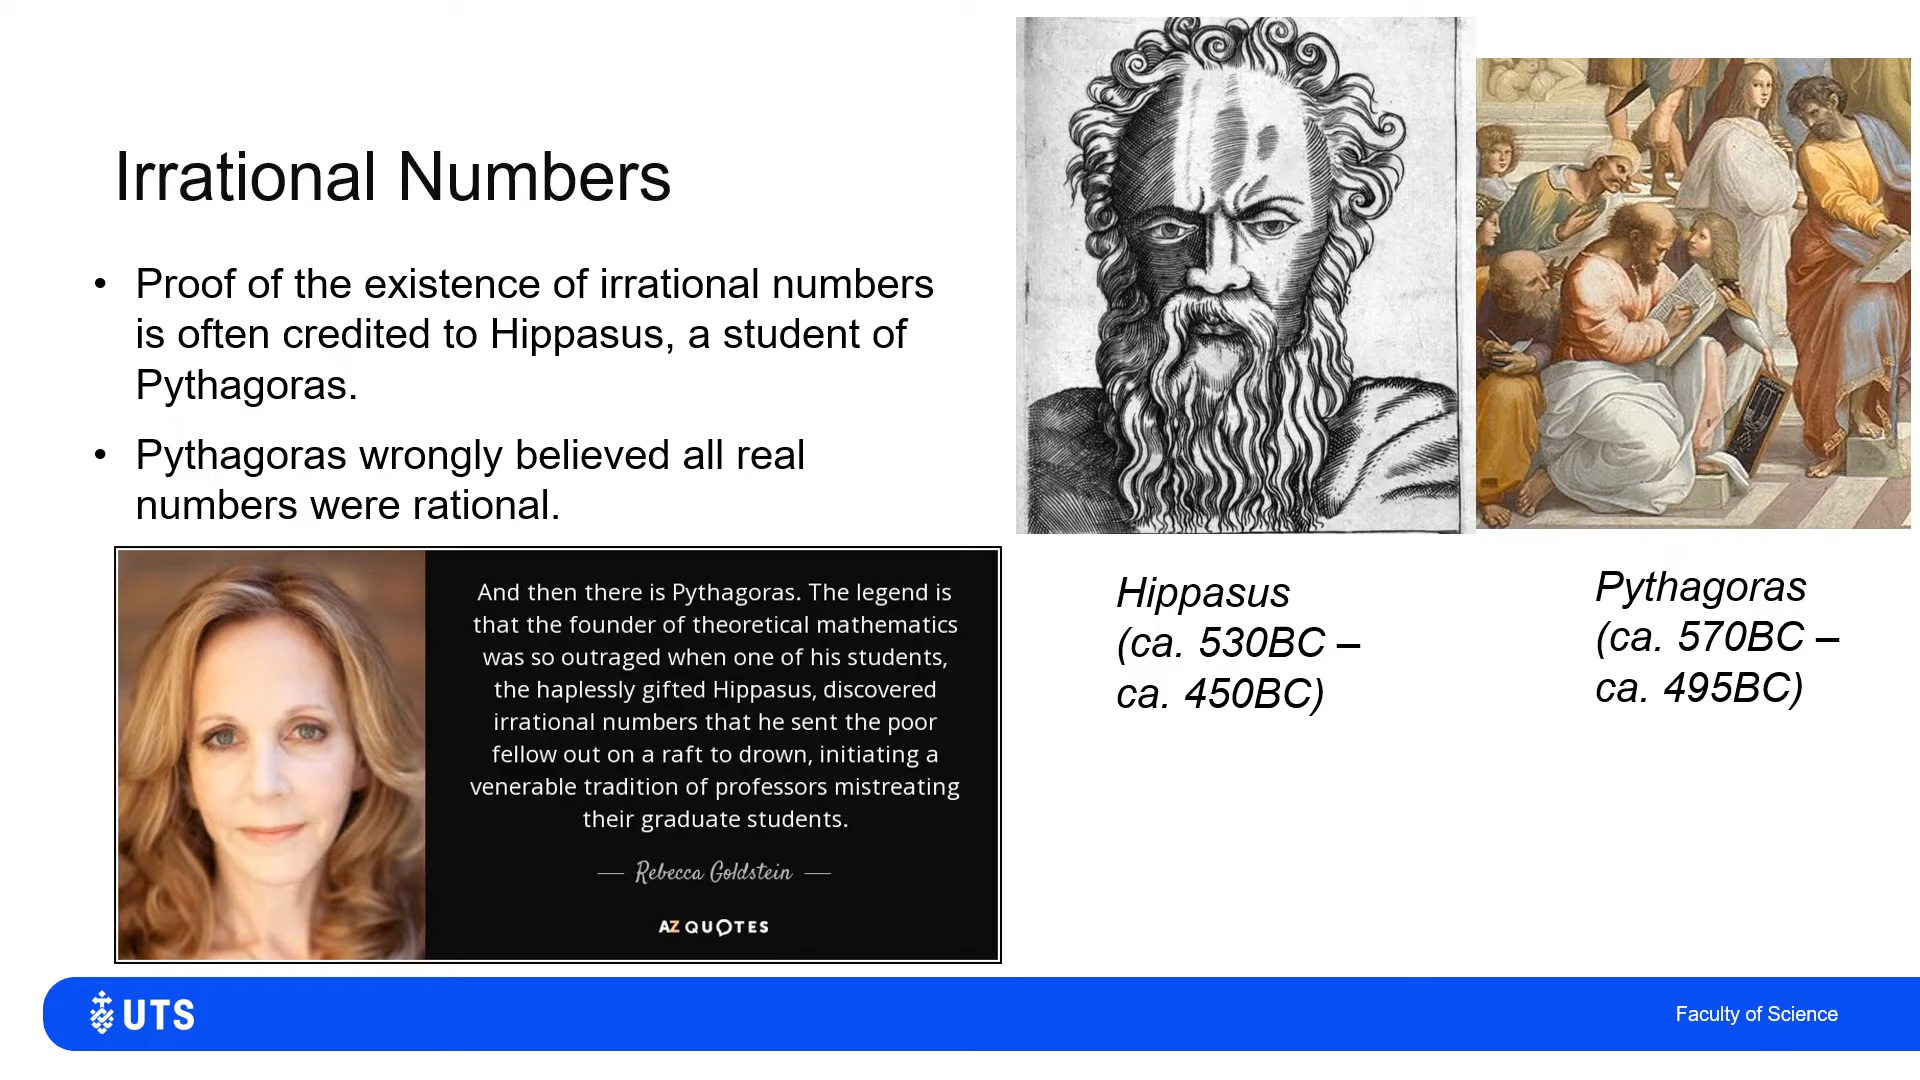 Irrational Numbers
• Proof of the existence of irrational numbers
is often credited to Hippasus, a student of
Pythagoras.
• Pythagoras wrongly believed all real
numbers were rational.
And then there is Pythagoras. The legend is
that the founder of theoretical mathematics
was so outraged when one of his students,
the haplessly gifted Hippasus, discovered
irrational numbers that he sent the poor
fellow out on a raft to drown, initiating a
venerable tradition of professors mistreating
their graduate students.
— Rebecca Goldstein —
AZ QUOTES
Hippasus
(ca. 530BC –
ca. 450BC)
Pythagoras
(ca. 570BC –
ca. 495BC)
UTS
Faculty of Science